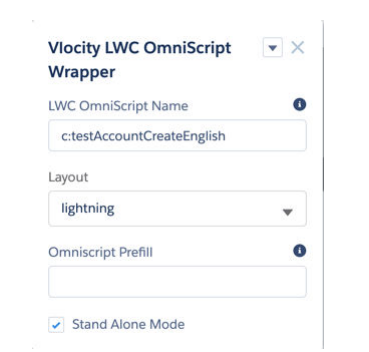 Vlocity LWC OmniScript
Wrapper
LWC OmniScript Name
c:testAccountCreateEnglish
Layout
lightning
Omniscript Prefill
Stand Alone Mode